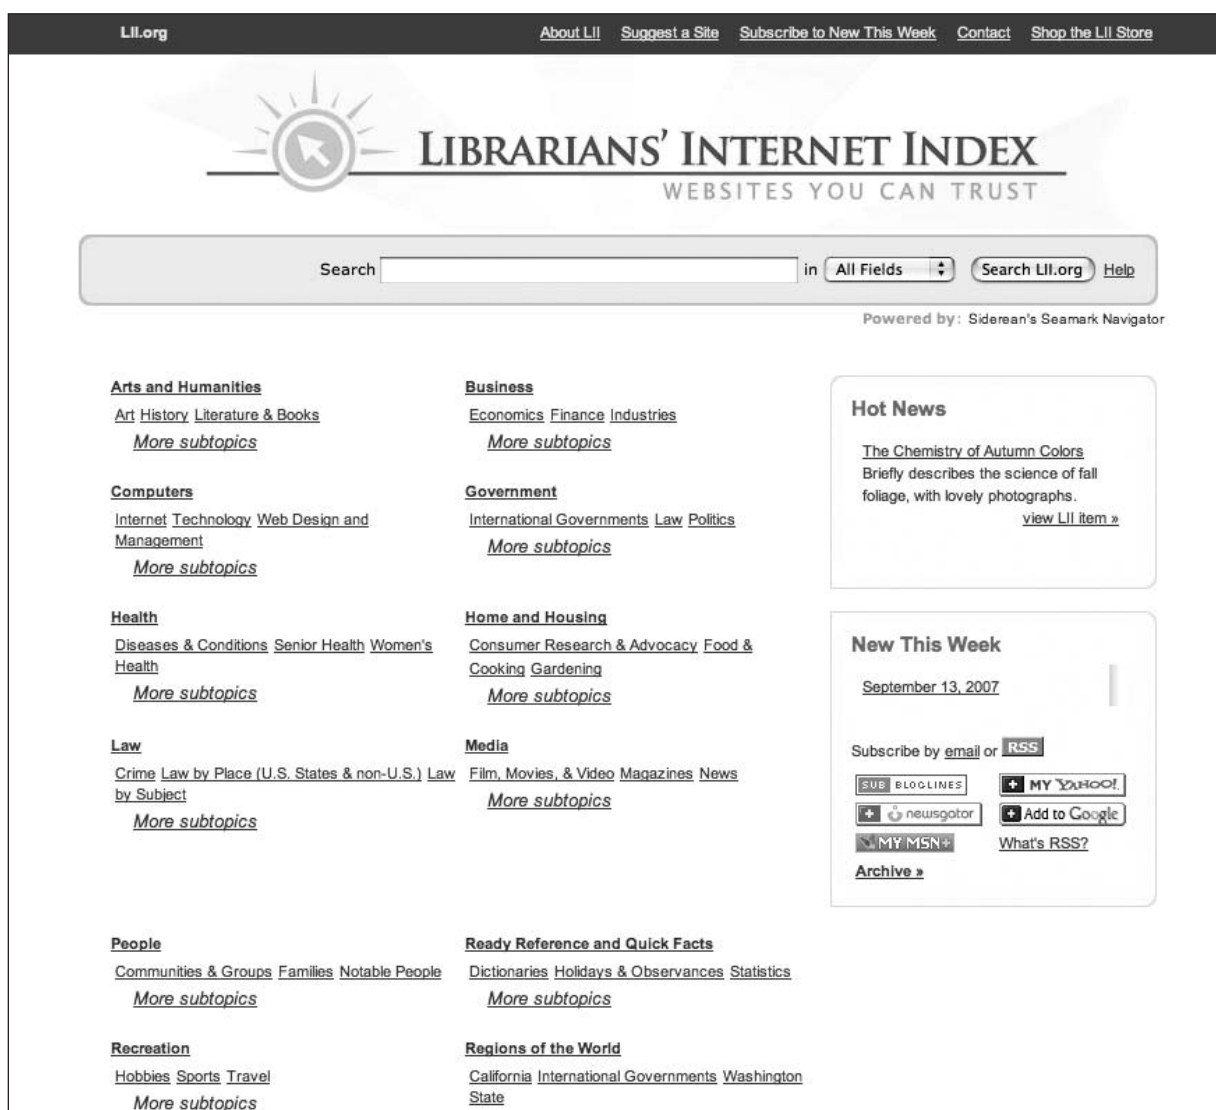 LII.org
About LII Suggest a Site Subscribe to New This Week Contact Shop the LII Store
LIBRARIANS' INTERNET INDEX
WEBSITES YOU CAN TRUST
Search in All Fields Search LII.org Help
Powered by: Siderean's Seamark Navigator
Arts and Humanities
Art History Literature & Books
More subtopics
Business
Economics Finance Industries
More subtopics
Computers
Internet Technology Web Design and
Management
More subtopics
Government
International Governments Law Politics
More subtopics
Health
Diseases & Conditions Senior Health Women's
Health
More subtopics
Home and Housing
Consumer Research & Advocacy Food &
Cooking Gardening
More subtopics
Law
Crime Law by Place (U.S. States & non-U.S.) Law
by Subject
More subtopics
Media
Film, Movies, & Video Magazines News
More subtopics
People
Communities & Groups Families Notable People
More subtopics
Ready Reference and Quick Facts
Dictionaries Holidays & Observances Statistics
More subtopics
Recreation
Hobbies Sports Travel
More subtopics
Regions of the World
California International Governments Washington
State
Hot News
The Chemistry of Autumn Colors
Briefly describes the science of fall
foliage, with lovely photographs.
view LII item »
New This Week
September 13, 2007
Subscribe by email or RSS
SUB BLOGLINES
+ MY YAHOO!
+ newsgator
+ Add to Google
MY MSN+
What's RSS?
Archive »